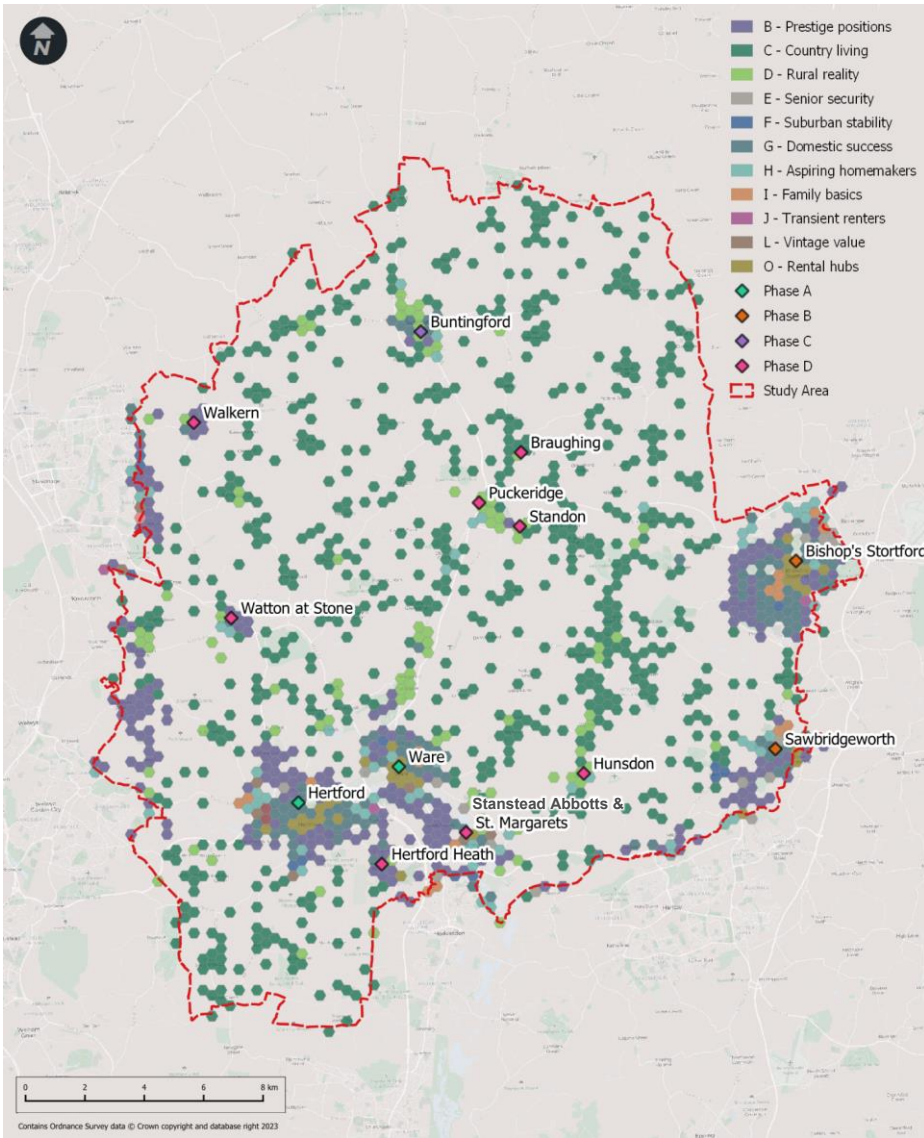 N
B - Prestige positions
C - Country living
D - Rural reality
E - Senior security
F - Suburban stability
G - Domestic success
H - Aspiring homemakers
I - Family basics
J - Transient renters
L - Vintage value
O - Rental hubs
Phase A
Phase B
Phase C
Phase D
Study Area
Buntingford
Walkern
Braughing
Puckeridge
Standon
Bishop's Stortford
Watton at Stone
Sawbridgeworth
Ware
Hunsdon
Hertford
Stanstead Abbotts &
St. Margarets
Hertford Heath
0 2 4 6 8 km
Contains Ordnance Survey data © Crown copyright and database right 2023